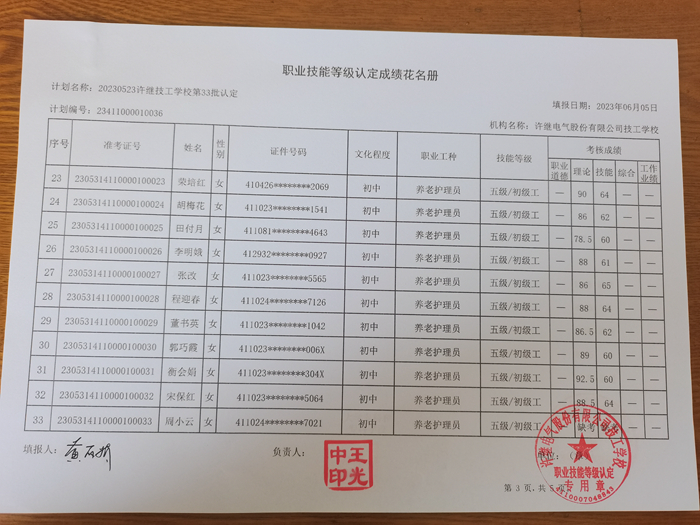 职业技能等级认定成绩花名册
计划名称：20230523许继技工学校第33批认定
填报日期：2023年06月05日
计划编号：23411000010036
机构名称：许继电气股份有限公司技工学校
序号 准考证号 姓名 性别 证件号码 文化程度 职业工种 技能等级 考核成绩
职业道德 理论 技能 综合 工作业绩
23 2305314110000100023 荣培红 女 410426********2069 初中 养老护理员 五级/初级工 — 90 64 — —
24 2305314110000100024 胡梅花 女 411023********1541 初中 养老护理员 五级/初级工 — 86 62 — —
25 2305314110000100025 田付月 女 411081********4643 初中 养老护理员 五级/初级工 — 78.5 60 — —
26 2305314110000100026 李明娥 女 412932********0927 初中 养老护理员 五级/初级工 — 88 61 — —
27 2305314110000100027 张改 女 411023********5565 初中 养老护理员 五级/初级工 — 86 65 — —
28 2305314110000100028 程迎春 女 411024********7126 初中 养老护理员 五级/初级工 — 88 64 — —
29 2305314110000100029 董书英 女 411023********1042 初中 养老护理员 五级/初级工 — 86.5 62 — —
30 2305314110000100030 郭巧霞 女 411023********006X 初中 养老护理员 五级/初级工 — 89 60 — —
31 2305314110000100031 衡会娟 女 411023********304X 初中 养老护理员 五级/初级工 — 92.5 60 — —
32 2305314110000100032 宋保红 女 411023********5064 初中 养老护理员 五级/初级工 — 88.5 64 — —
33 2305314110000100033 周小云 女 411024********7021 初中 养老护理员 五级/初级工 — 缺考 — —
填报人：
负责人：
王光中印
单位：
许继电气股份有限公司技工学校
职业技能等级认定
专用章
第 3 页，共 5 页